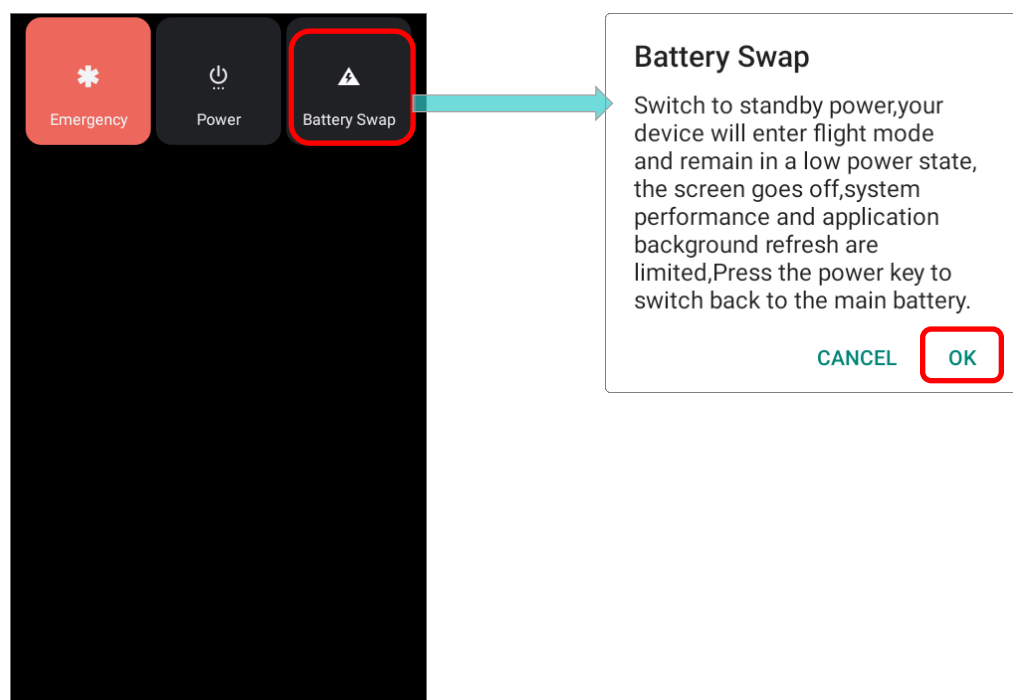 Emergency
Power
Battery Swap
Battery Swap
Switch to standby power,your
device will enter flight mode
and remain in a low power state,
the screen goes off,system
performance and application
background refresh are
limited,Press the power key to
switch back to the main battery.
CANCEL
OK